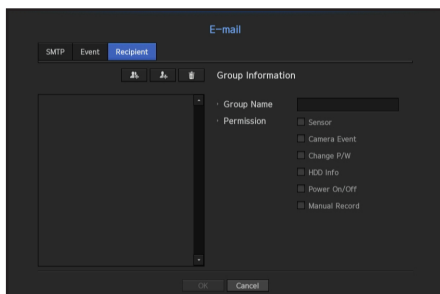 E-mail
SMTP Event Recipient
Group Information
· Group Name
· Permission
Sensor
Camera Event
Change P/W
HDD Info
Power On/Off
Manual Record
OK Cancel